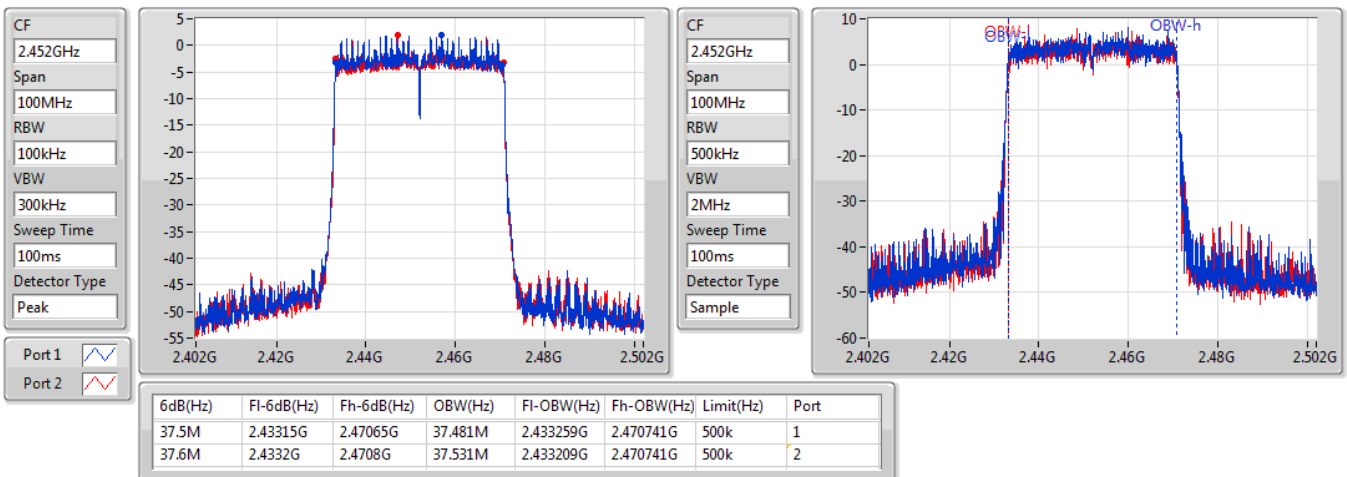 CF
2.452GHz
Span
100MHz
RBW
100kHz
VBW
300kHz
Sweep Time
100ms
Detector Type
Peak
Port 1
Port 2
5
0
-5
-10
-15
-20
-25
-30
-35
-40
-45
-50
-55
2.402G 2.42G 2.44G 2.46G 2.48G 2.502G
CF
2.452GHz
Span
100MHz
RBW
500kHz
VBW
2MHz
Sweep Time
100ms
Detector Type
Sample
10
0
-10
-20
-30
-40
-50
-60
OBW-l
OBW-l
OBW-h
2.402G 2.42G 2.44G 2.46G 2.48G 2.502G
6dB(Hz) Fl-6dB(Hz) Fh-6dB(Hz) OBW(Hz) Fl-OBW(Hz) Fh-OBW(Hz) Limit(Hz) Port
37.5M 2.43315G 2.47065G 37.481M 2.433259G 2.470741G 500k 1
37.6M 2.4332G 2.4708G 37.531M 2.433209G 2.470741G 500k 2